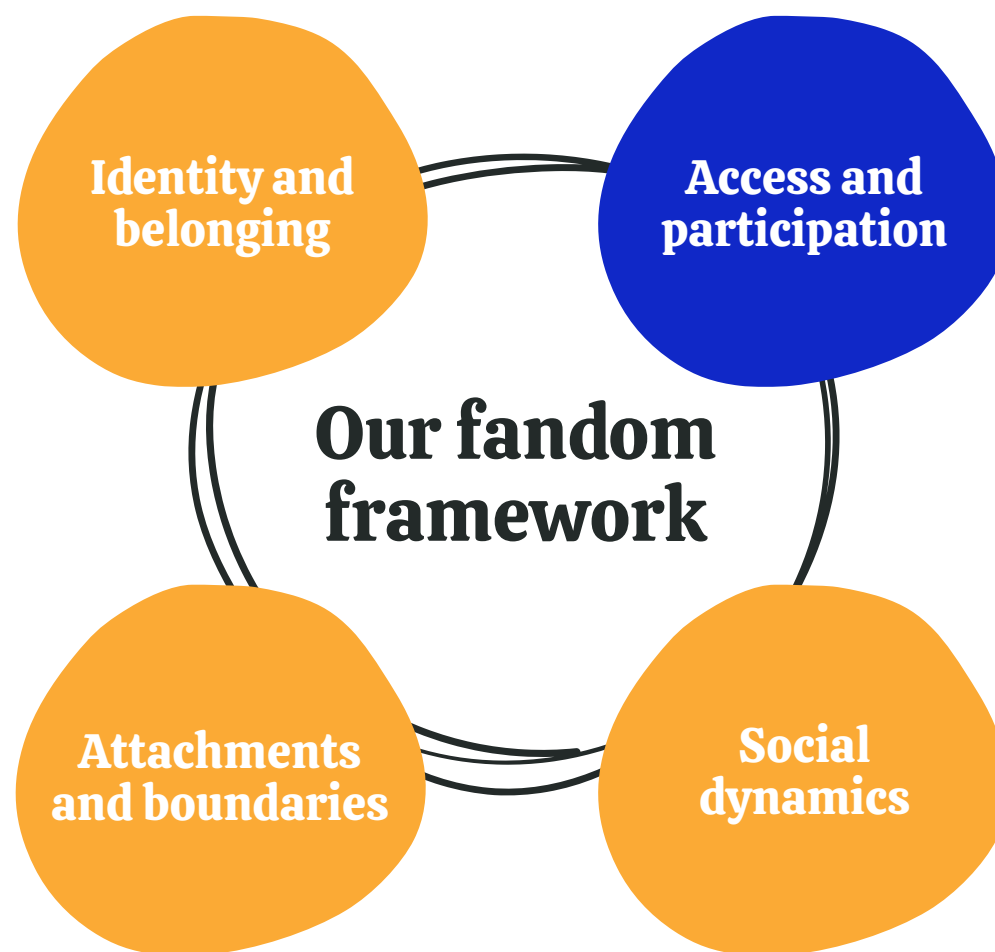 Identity and
belonging
Access and
participation
Our fandom
framework
Attachments
and boundaries
Social
dynamics